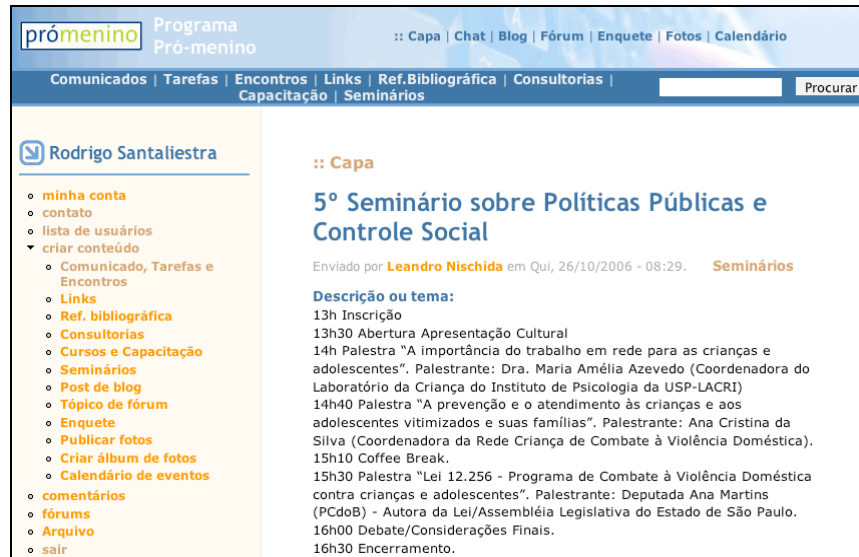 prómenino
Programa
Pró-menino
:: Capa | Chat | Blog | Fórum | Enquete | Fotos | Calendário
Comunicados | Tarefas | Encontros | Links | Ref.Bibliográfica | Consultorias |
Capacitação | Seminários
Procurar
Rodrigo Santaliestra
minha conta
contato
lista de usuários
criar conteúdo
Comunicado, Tarefas e
Encontros
Links
Ref. bibliográfica
Consultorias
Cursos e Capacitação
Seminários
Post de blog
Tópico de fórum
Enquete
Publicar fotos
Criar álbum de fotos
Calendário de eventos
comentários
fórums
Arquivo
sair
:: Capa
5º Seminário sobre Políticas Públicas e
Controle Social
Enviado por Leandro Nischida em Qui, 26/10/2006 - 08:29. Seminários
Descrição ou tema:
13h Inscrição
13h30 Abertura Apresentação Cultural
14h Palestra “A importância do trabalho em rede para as crianças e
adolescentes”. Palestrante: Dra. Maria Amélia Azevedo (Coordenadora do
Laboratório da Criança do Instituto de Psicologia da USP-LACRI)
14h40 Palestra “A prevenção e o atendimento às crianças e aos
adolescentes vitimizados e suas famílias”. Palestrante: Ana Cristina da
Silva (Coordenadora da Rede Criança de Combate à Violência Doméstica).
15h10 Coffee Break.
15h30 Palestra “Lei 12.256 - Programa de Combate à Violência Doméstica
contra crianças e adolescentes”. Palestrante: Deputada Ana Martins
(PCdoB) - Autora da Lei/Assembléia Legislativa do Estado de São Paulo.
16h00 Debate/Considerações Finais.
16h30 Encerramento.